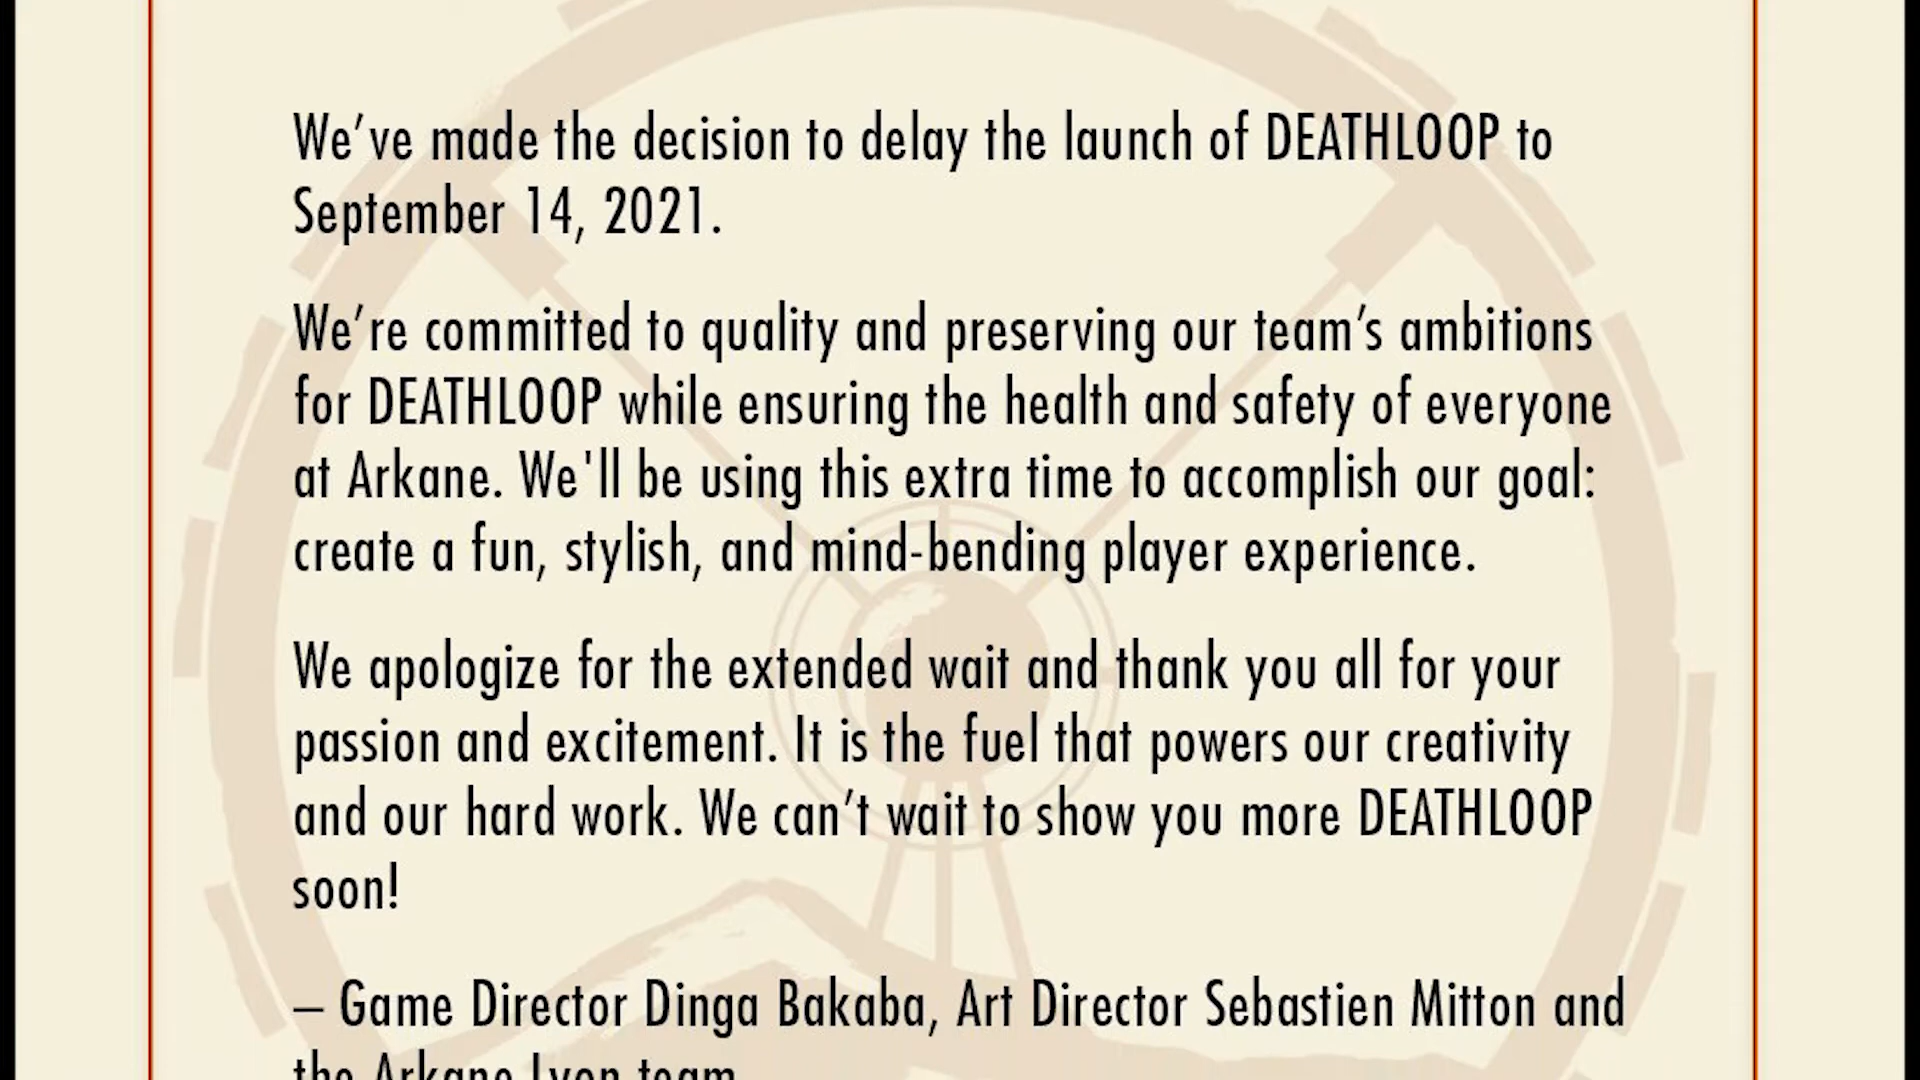 We’ve made the decision to delay the launch of DEATHLOOP to
September 14, 2021.
We’re committed to quality and preserving our team’s ambitions
for DEATHLOOP while ensuring the health and safety of everyone
at Arkane. We'll be using this extra time to accomplish our goal:
create a fun, stylish, and mind-bending player experience.
We apologize for the extended wait and thank you all for your
passion and excitement. It is the fuel that powers our creativity
and our hard work. We can’t wait to show you more DEATHLOOP
soon!
– Game Director Dinga Bakaba, Art Director Sebastien Mitton and
the Arkane Lyon team